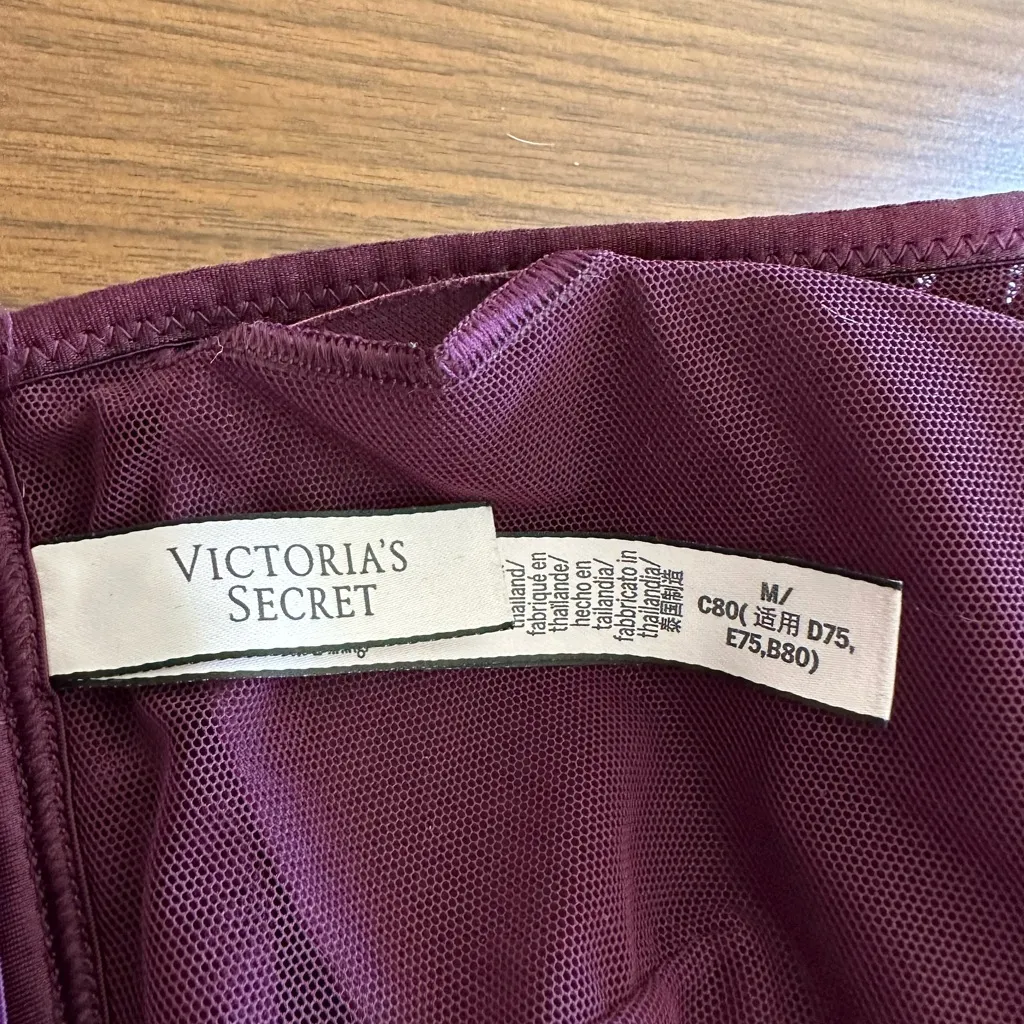 VICTORIA'S
SECRET
thailand/
fabriqué en
thaïlande/
hecho en
tailandia/
fabricato in
thailandia/
泰国制造
M/
C80( 适用 D75,
E75,B80)